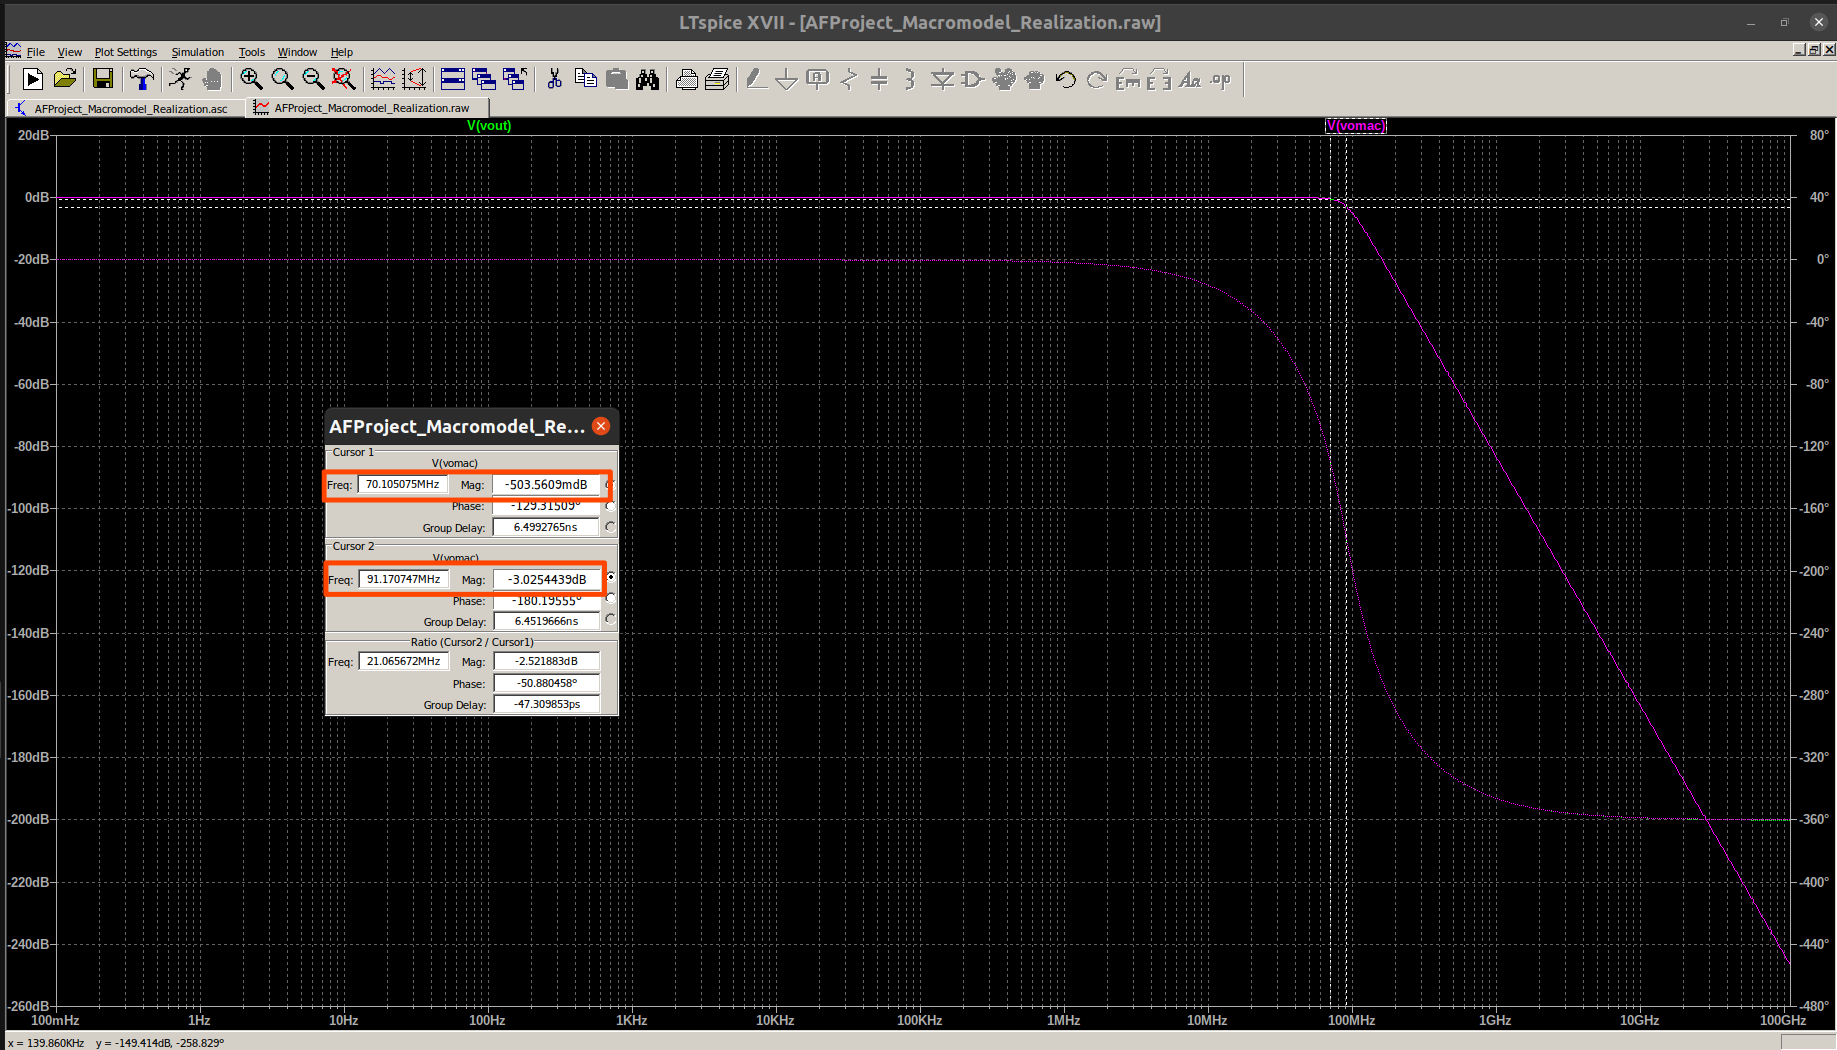 LTspice XVII - [AFProject_Macromodel_Realization.raw]
File View Plot Settings Simulation Tools Window Help
AFProject_Macromodel_Realization.asc AFProject_Macromodel_Realization.raw
V(vout) V(vomac)
20dB 80°
0dB 40°
-20dB 0°
-40dB -40°
-60dB -80°
-80dB -120°
-100dB -160°
-120dB -200°
-140dB -240°
-160dB -280°
-180dB -320°
-200dB -360°
-220dB -400°
-240dB -440°
-260dB -480°
100mHz 1Hz 10Hz 100Hz 1KHz 10KHz 100KHz 1MHz 10MHz 100MHz 1GHz 10GHz 100GHz
AFProject_Macromodel_Re...
Cursor 1
V(vomac)
Freq: 70.105075MHz Mag: -503.5609mdB
Phase: -129.31509°
Group Delay: 6.4992765ns
Cursor 2
V(vomac)
Freq: 91.170747MHz Mag: -3.0254439dB
Phase: -180.19555°
Group Delay: 6.4519666ns
Ratio (Cursor2 / Cursor1)
Freq: 21.065672MHz Mag: -2.521883dB
Phase: -50.880458°
Group Delay: -47.309853ps
x = 139.860KHz y = -149.414dB, -258.829°